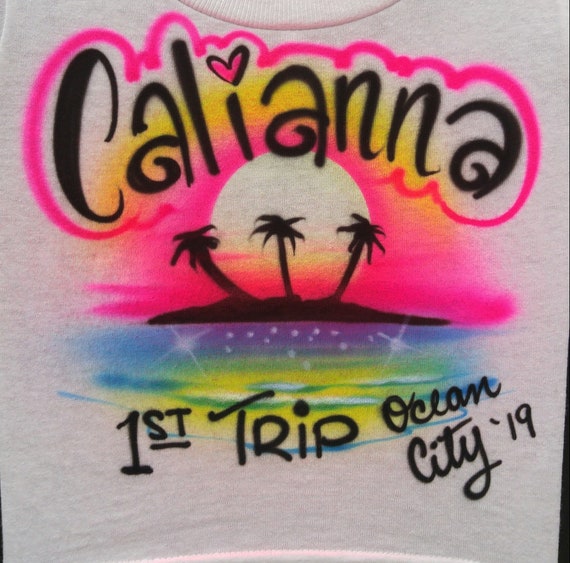 Calianna
1ST TRIP Ocean
City '19